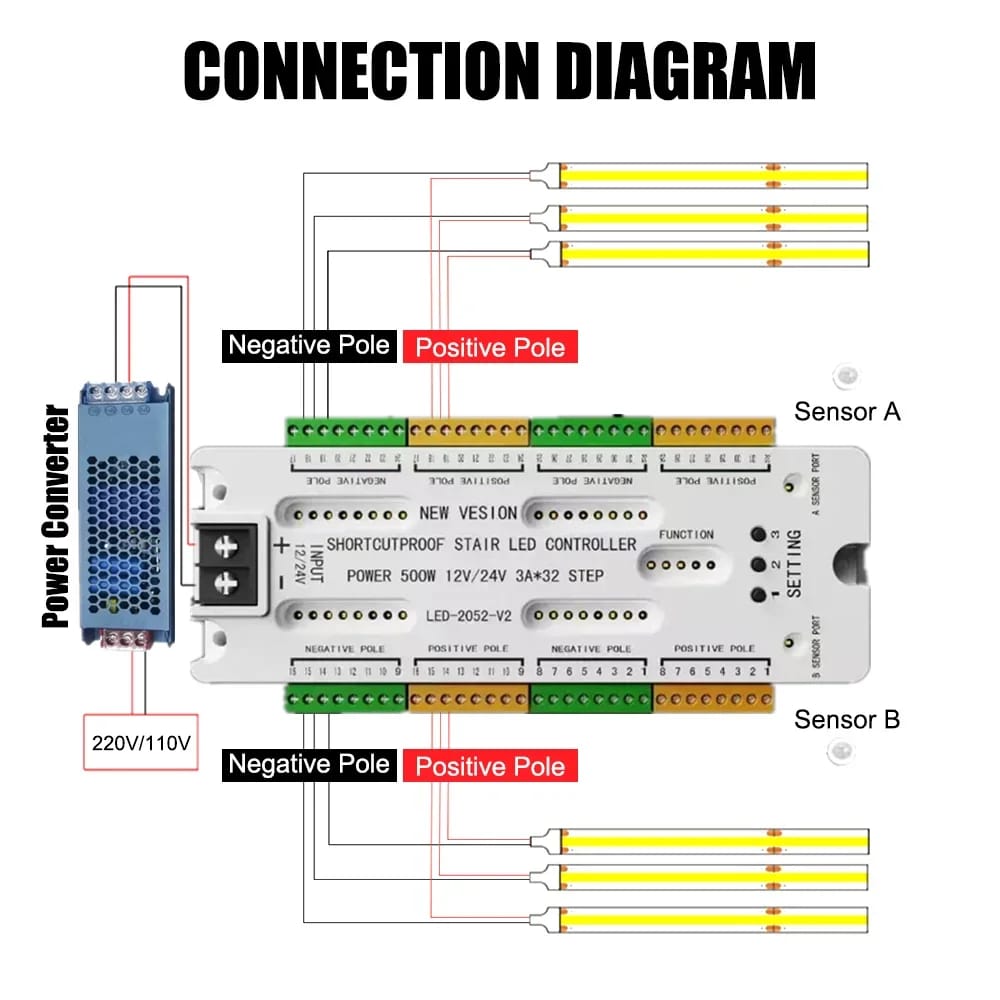 CONNECTION DIAGRAM
Negative Pole
Positive Pole
Sensor A
Power Converter
NEGATIVE POLE
POSITIVE POLE
NEGATIVE POLE
POSITIVE POLE
A SENSOR PORT
NEW VESION
FUNCTION
+
-
INPUT
12/24V
SHORTCUTPROOF STAIR LED CONTROLLER
POWER 500W 12V/24V 3A*32 STEP
LED-2052-V2
3
2
1
SETTING
B SENSOR PORT
NEGATIVE POLE
POSITIVE POLE
NEGATIVE POLE
POSITIVE POLE
15 14 13 12 11 10 9
15 14 13 12 11 10 9
8 7 6 5 4 3 2 1
8 7 6 5 4 3 2 1
Sensor B
220V/110V
Negative Pole
Positive Pole